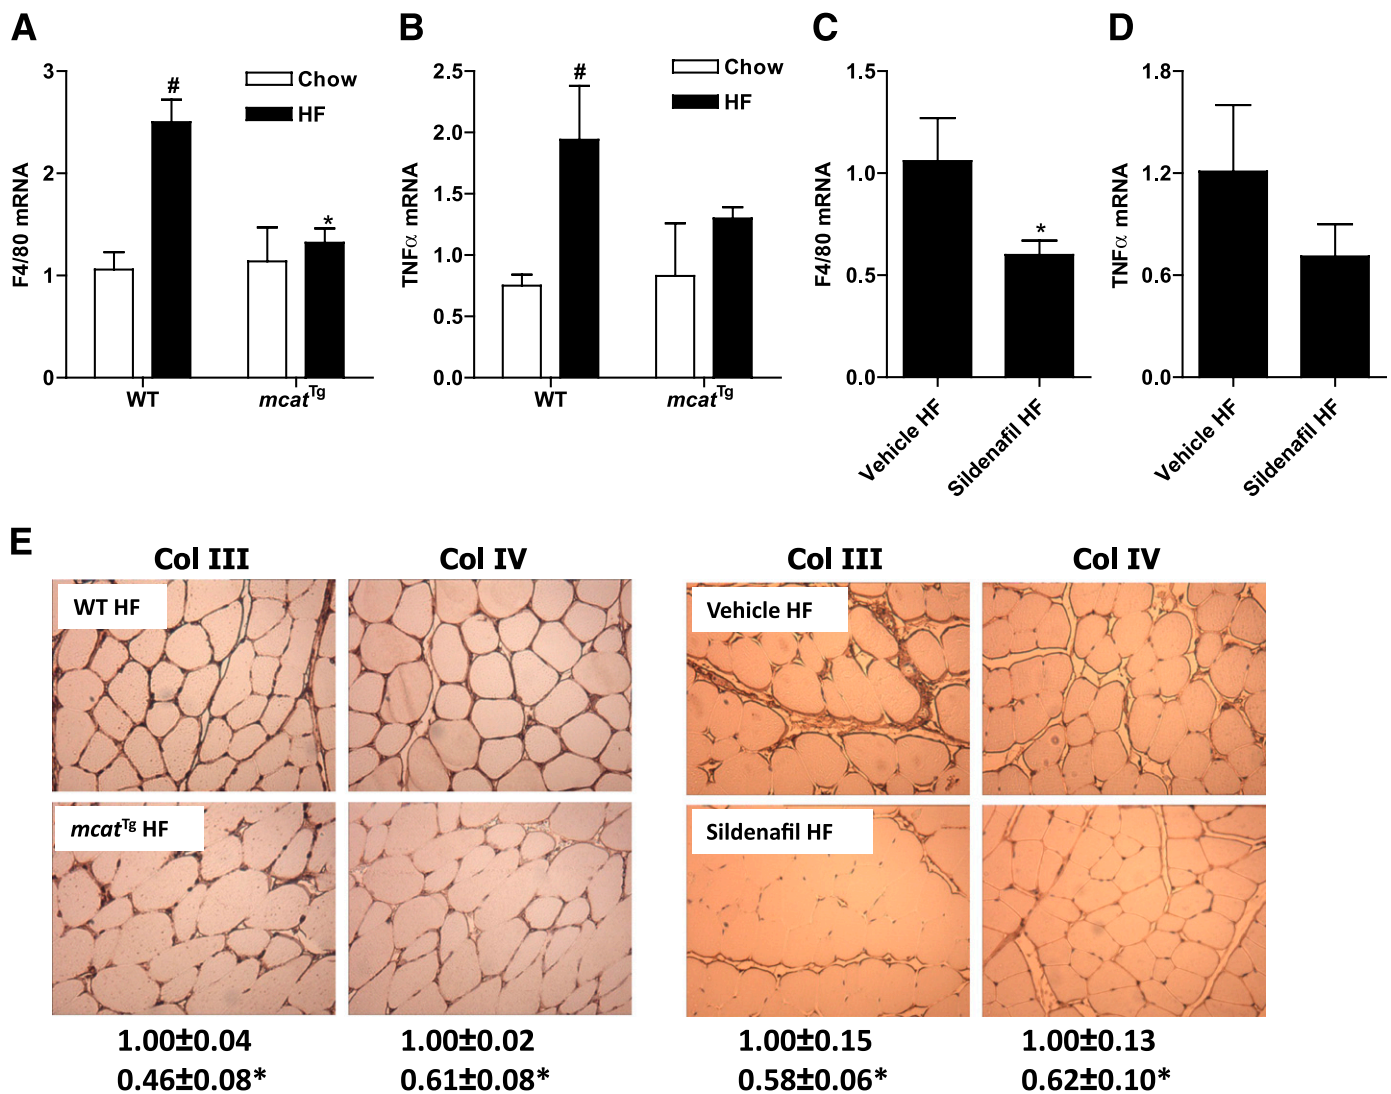 A
F4/80 mRNA
3
2
1
0
#
*
Chow
HF
WT
mcatTg
B
TNFα mRNA
2.5
2.0
1.5
1.0
0.5
0.0
#
Chow
HF
WT
mcatTg
C
F4/80 mRNA
1.5
1.0
0.5
0.0
*
Vehicle HF
Sildenafil HF
D
TNFα mRNA
1.8
1.2
0.6
0.0
Vehicle HF
Sildenafil HF
E
Col III
Col IV
Col III
Col IV
WT HF
Vehicle HF
mcatTg HF
Sildenafil HF
1.00±0.04
1.00±0.02
1.00±0.15
1.00±0.13
0.46±0.08*
0.61±0.08*
0.58±0.06*
0.62±0.10*